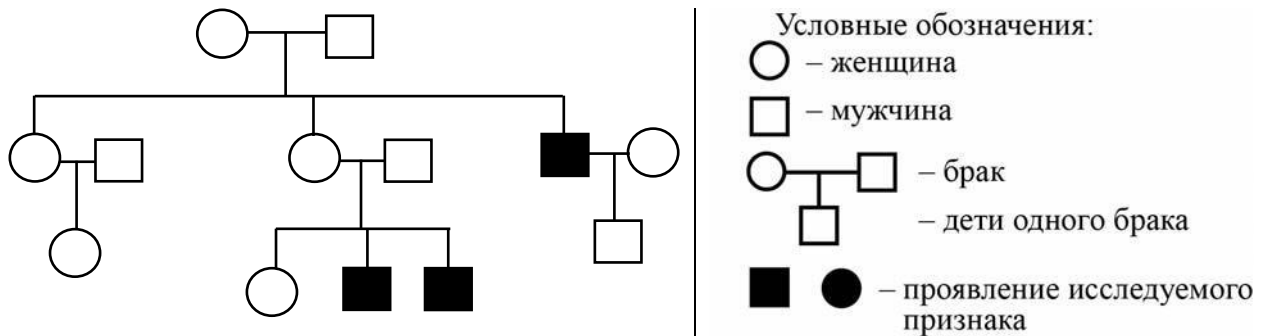 Условные обозначения:
– женщина
– мужчина
– брак
– дети одного брака
– проявление исследуемого
признака